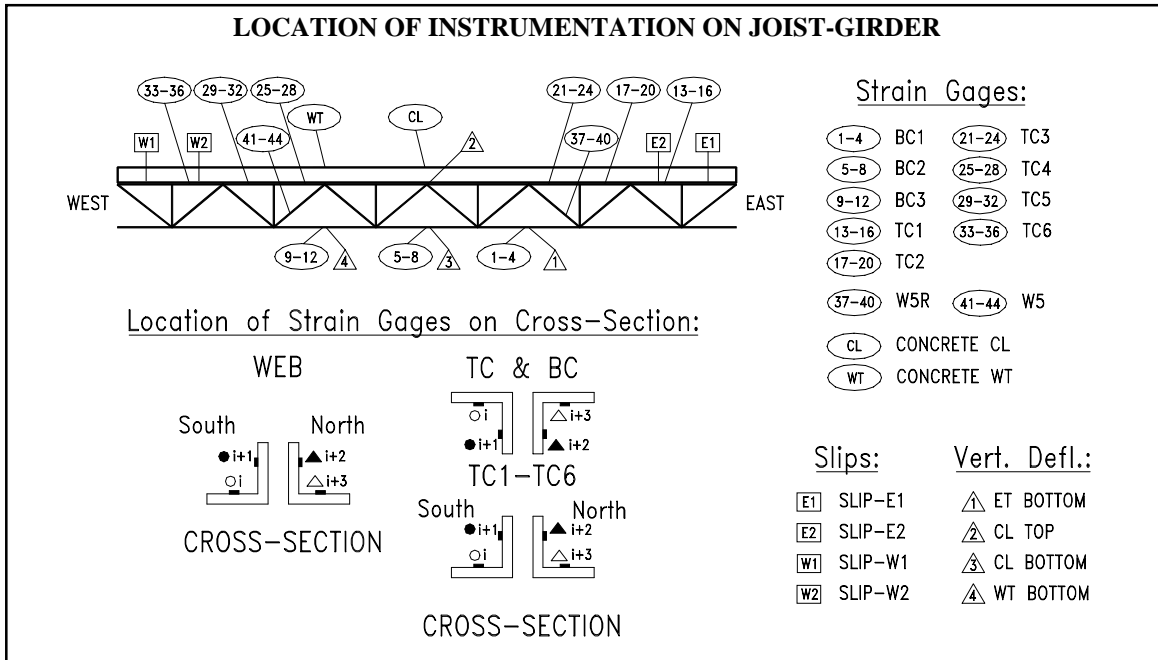 LOCATION OF INSTRUMENTATION ON JOIST-GIRDER
33-36 29-32 25-28 21-24 17-20 13-16
WT CL
W1 W2 41-44 2 37-40 E2 E1
WEST EAST
9-12 4 5-8 3 1-4 1
Location of Strain Gages on Cross-Section:
WEB
South North
i+1 i+2
i i+3
CROSS-SECTION
TC & BC
i i+3
i+1 i+2
TC1-TC6
South North
i+1 i+2
i i+3
CROSS-SECTION
Strain Gages:
1-4 BC1 21-24 TC3
5-8 BC2 25-28 TC4
9-12 BC3 29-32 TC5
13-16 TC1 33-36 TC6
17-20 TC2
37-40 W5R 41-44 W5
CL CONCRETE CL
WT CONCRETE WT
Slips:
E1 SLIP-E1
E2 SLIP-E2
W1 SLIP-W1
W2 SLIP-W2
Vert. Defl.:
1 ET BOTTOM
2 CL TOP
3 CL BOTTOM
4 WT BOTTOM